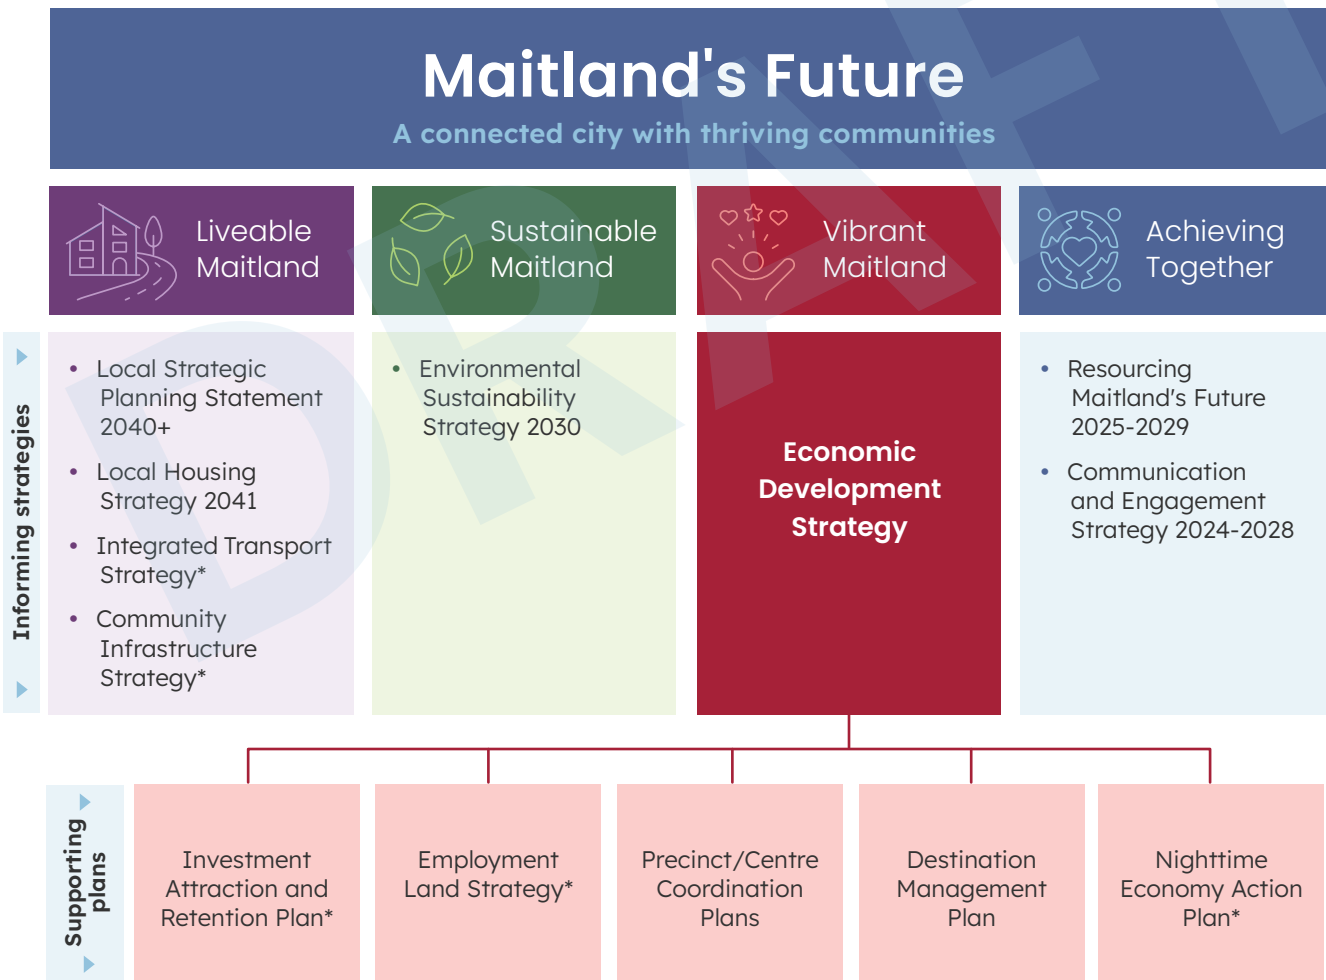 Maitland's Future
A connected city with thriving communities
Liveable
Maitland
Sustainable
Maitland
Vibrant
Maitland
Achieving
Together
Informing strategies
• Local Strategic
Planning Statement
2040+
• Local Housing
Strategy 2041
• Integrated Transport
Strategy*
• Community
Infrastructure
Strategy*
• Environmental
Sustainability
Strategy 2030
Economic
Development
Strategy
• Resourcing
Maitland's Future
2025-2029
• Communication
and Engagement
Strategy 2024-2028
Supporting
plans
Investment
Attraction and
Retention Plan*
Employment
Land Strategy*
Precinct/Centre
Coordination
Plans
Destination
Management
Plan
Nighttime
Economy Action
Plan*
DRAFT